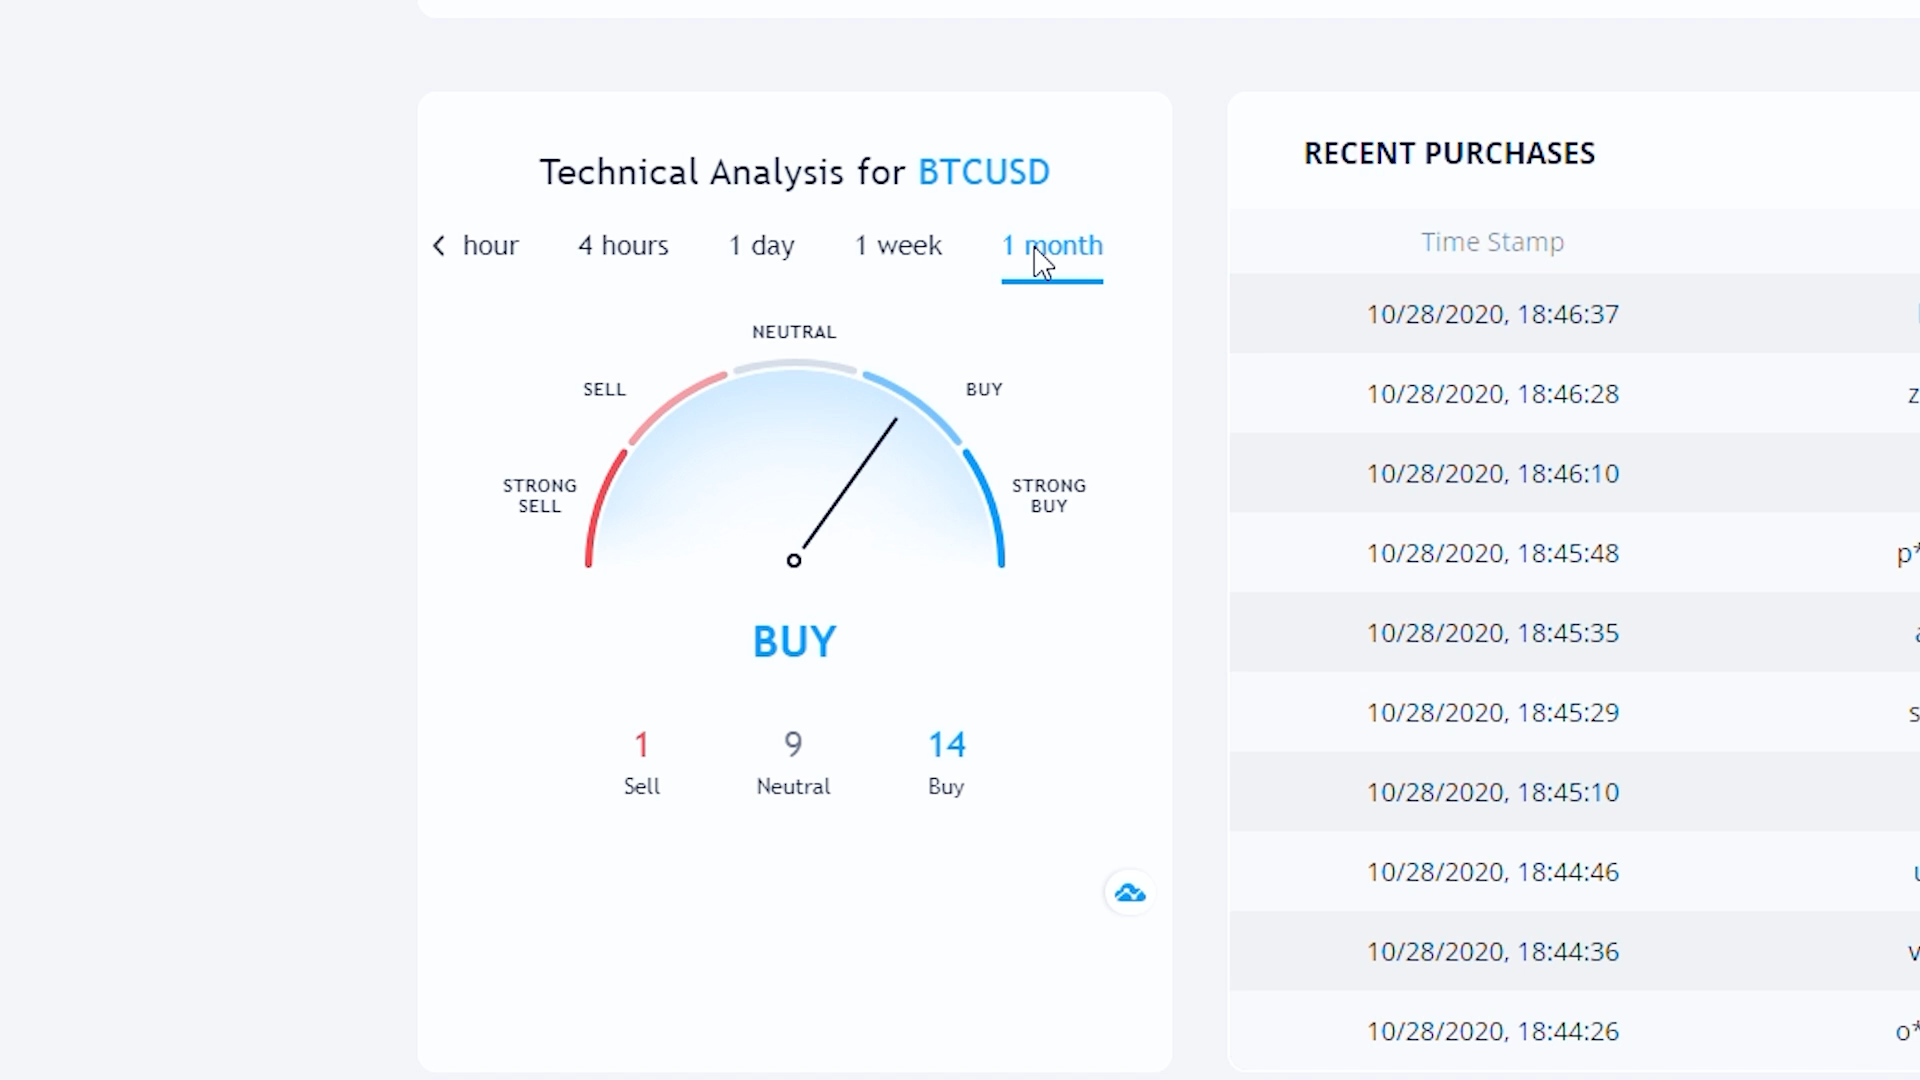 Technical Analysis for BTCUSD
hour 4 hours 1 day 1 week 1 month
NEUTRAL
SELL
BUY
STRONG SELL
STRONG BUY
BUY
1 9 14
Sell Neutral Buy
RECENT PURCHASES
Time Stamp
10/28/2020, 18:46:37
10/28/2020, 18:46:28 z
10/28/2020, 18:46:10
10/28/2020, 18:45:48 p*
10/28/2020, 18:45:35
10/28/2020, 18:45:29 s
10/28/2020, 18:45:10
10/28/2020, 18:44:46
10/28/2020, 18:44:36 v
10/28/2020, 18:44:26 o*